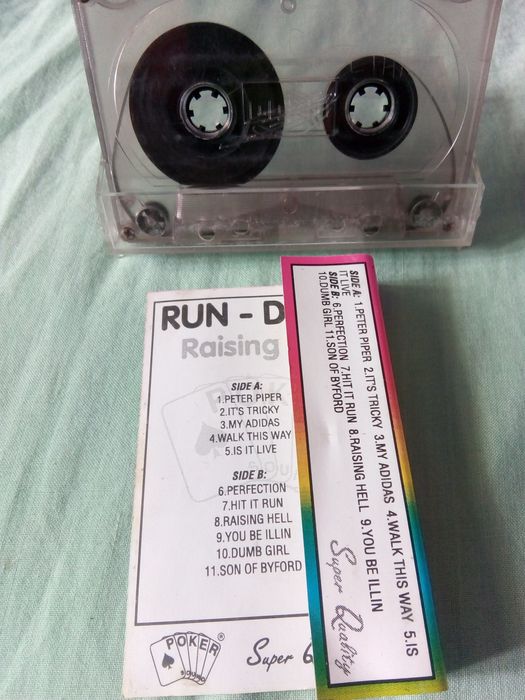 RUN - D
Raising
SIDE A:
1.PETER PIPER
2.IT'S TRICKY
3.MY ADIDAS
4.WALK THIS WAY
5.IS IT LIVE
SIDE B:
6.PERFECTION
7.HIT IT RUN
8.RAISING HELL
9.YOU BE ILLIN
10.DUMB GIRL
11.SON OF BYFORD
POKER
SOUND
POKER®
SOUND
Super 6
SIDE A: 1.PETER PIPER 2.IT'S TRICKY 3.MY ADIDAS 4.WALK THIS WAY 5.IS
IT LIVE
SIDE B: 6.PERFECTION 7.HIT IT RUN 8.RAISING HELL 9.YOU BE ILLIN
10.DUMB GIRL 11.SON OF BYFORD
Super Quality